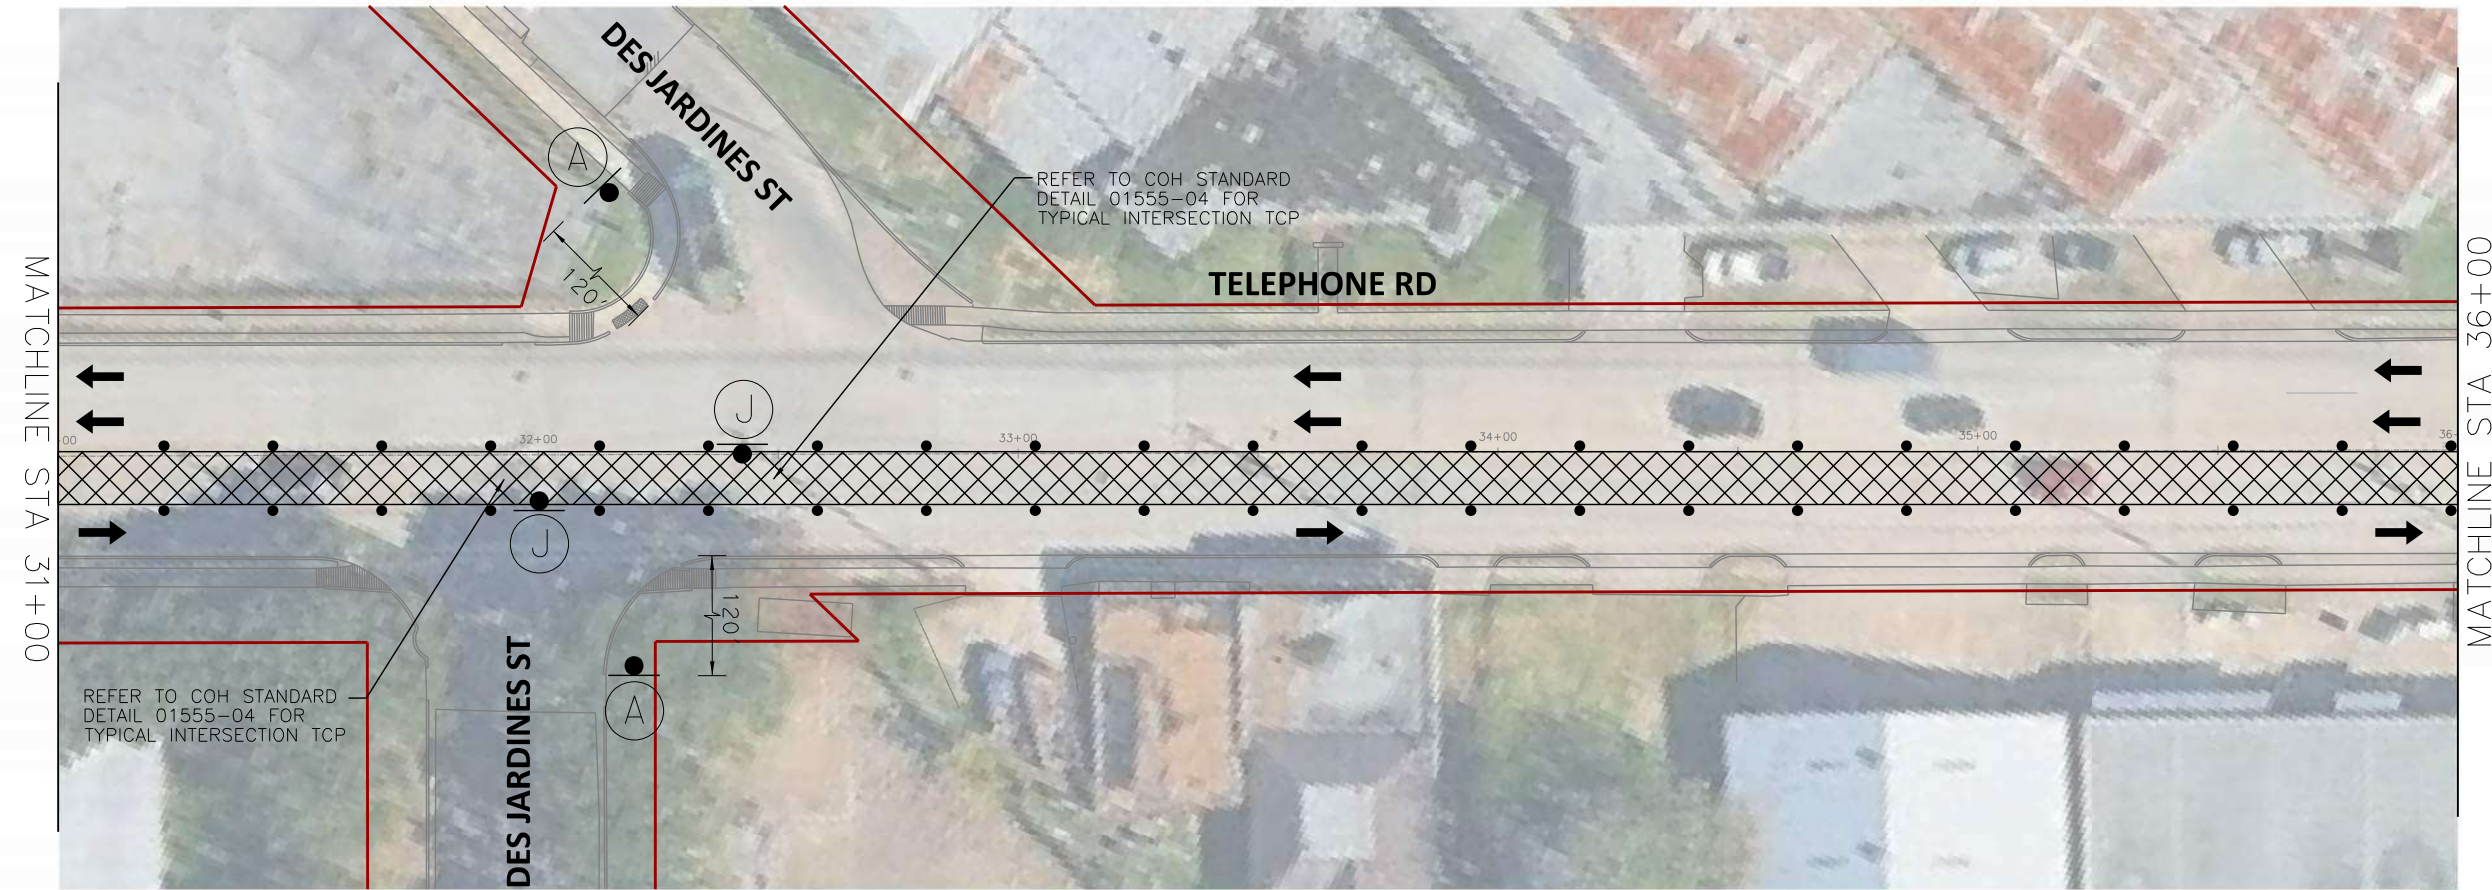 DES JARDINES ST
A
REFER TO COH STANDARD
DETAIL 01555-04 FOR
TYPICAL INTERSECTION TCP
120'
TELEPHONE RD
MATCHLINE STA 31+00
MATCHLINE STA 36+00
J
00
32+00
33+00
34+00
35+00
36-
J
120'
A
REFER TO COH STANDARD
DETAIL 01555-04 FOR
TYPICAL INTERSECTION TCP
DES JARDINES ST